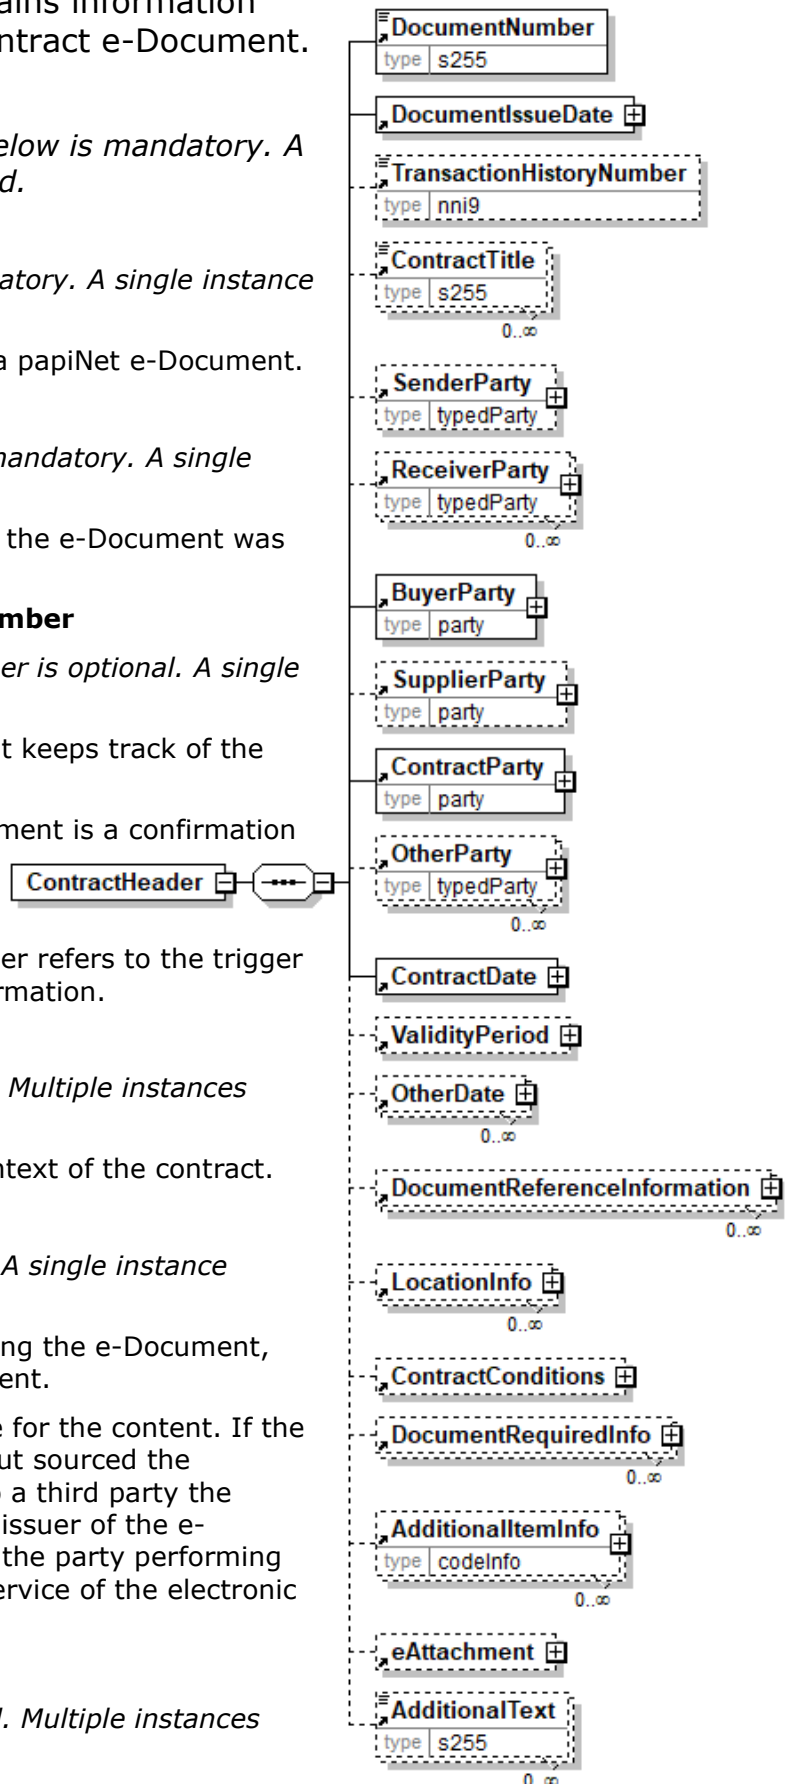 ains information
ntract e-Document.
elow is mandatory. A
d.
atory. A single instance
a papiNet e-Document.
mandatory. A single
the e-Document was
mber
er is optional. A single
t keeps track of the
ment is a confirmation
er refers to the trigger
rmation.
Multiple instances
ntext of the contract.
A single instance
ing the e-Document,
ent.
e for the content. If the
ut sourced the
o a third party the
issuer of the e-
the party performing
ervice of the electronic
l. Multiple instances
ContractHeader
DocumentNumber
type s255
DocumentIssueDate
TransactionHistoryNumber
type nni9
ContractTitle
type s255
0..∞
SenderParty
type typedParty
ReceiverParty
type typedParty
0..∞
BuyerParty
type party
SupplierParty
type party
ContractParty
type party
OtherParty
type typedParty
0..∞
ContractDate
ValidityPeriod
OtherDate
0..∞
DocumentReferenceInformation
0..∞
LocationInfo
0..∞
ContractConditions
DocumentRequiredInfo
0..∞
AdditionalItemInfo
type codeInfo
0..∞
eAttachment
AdditionalText
type s255
0..∞